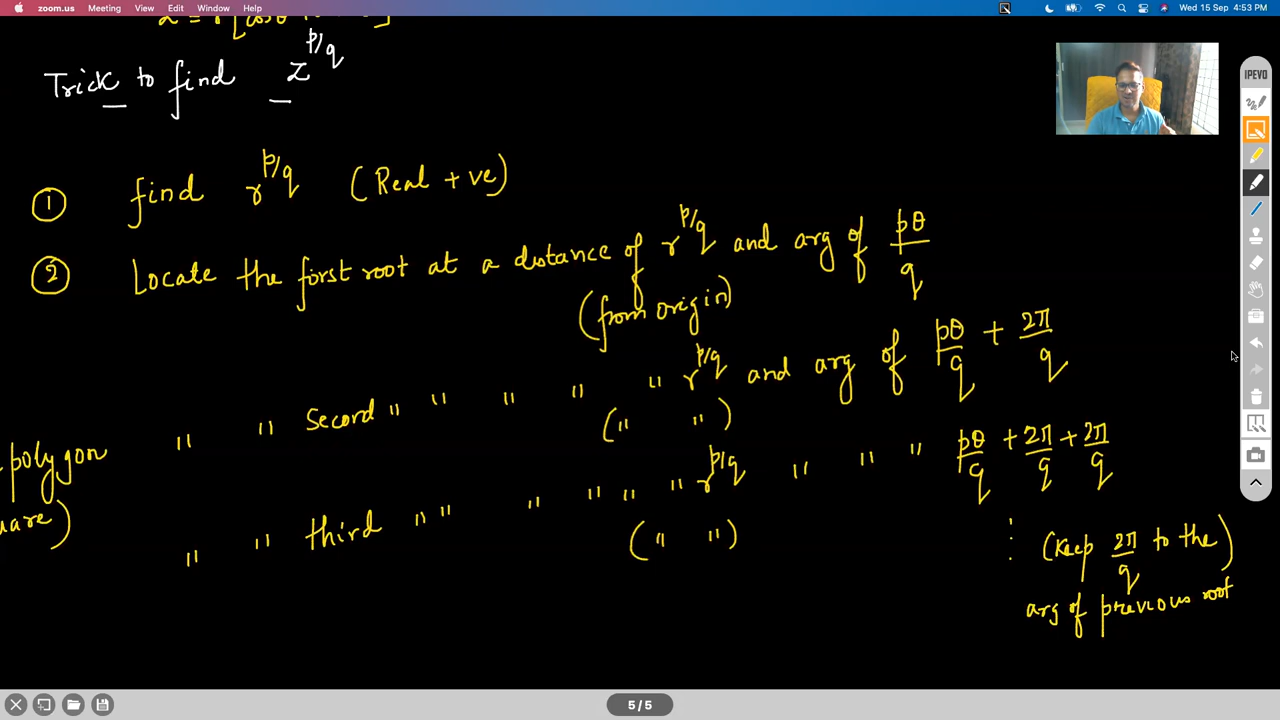 zoom.us Meeting View Edit Window Help Wed 15 Sep 4:53 PM
Trick to find z^p/q
IPEVO
① find r^p/q (Real +ve)
② Locate the first root at a distance of r^p/q and arg of pθ/q
(from origin)
" " Second " " " " " r^p/q and arg of pθ/q + 2π/q
(" ")
-polygon
" " third " " " " " " r^p/q " " " pθ/q + 2π/q + 2π/q
(" ")
uare)
⋮ (Keep 2π/q to the)
arg of previous root
5/5